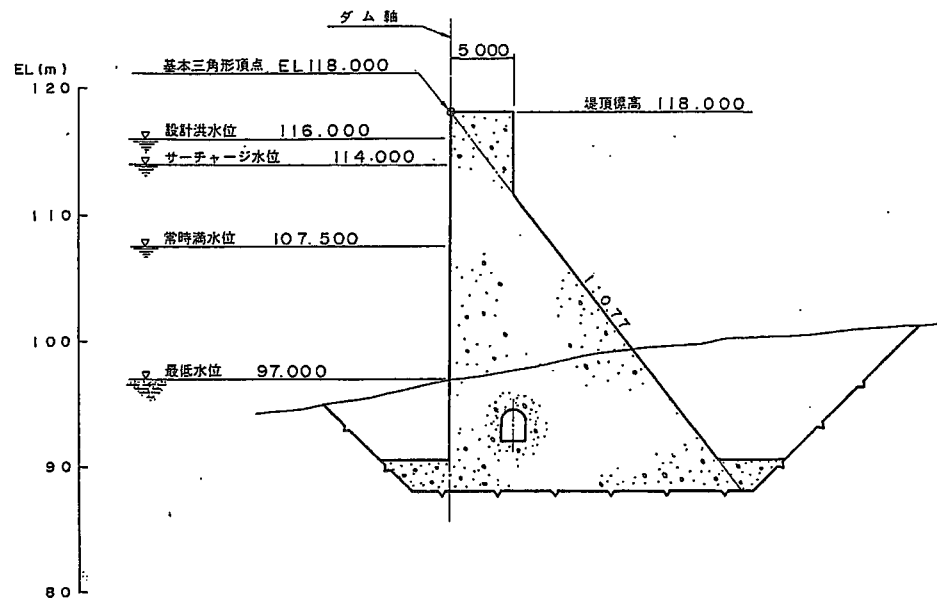 ダム軸
5.000
EL(m)
基本三角形頂点 EL118.000
120
堤頂標高 118.000
設計洪水位 116.000
サーチャージ水位 114.000
110
常時満水位 107.500
1:0.77
100
最低水位 97.000
90
80